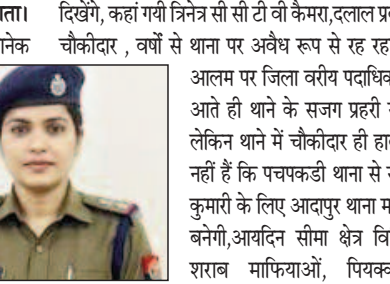 ता।
नेक
दिखेंगे, कहां गयी त्रिनेत्र सी सी टी वी कैमरा,दलाल प्र
चौकीदार , वर्षों से थाना पर अवैध रूप से रह रह
आलम पर जिला वरीय पदाधिक
आते ही थाने के सजग प्रहरी
लेकिन थाने में चौकीदार ही हा
नहीं हैं कि पचपकडी थाना से
कुमारी के लिए आदापुर थाना म
बनेगी,आयदिन सीमा क्षेत्र वि
शराब माफियाओं, पियक्व